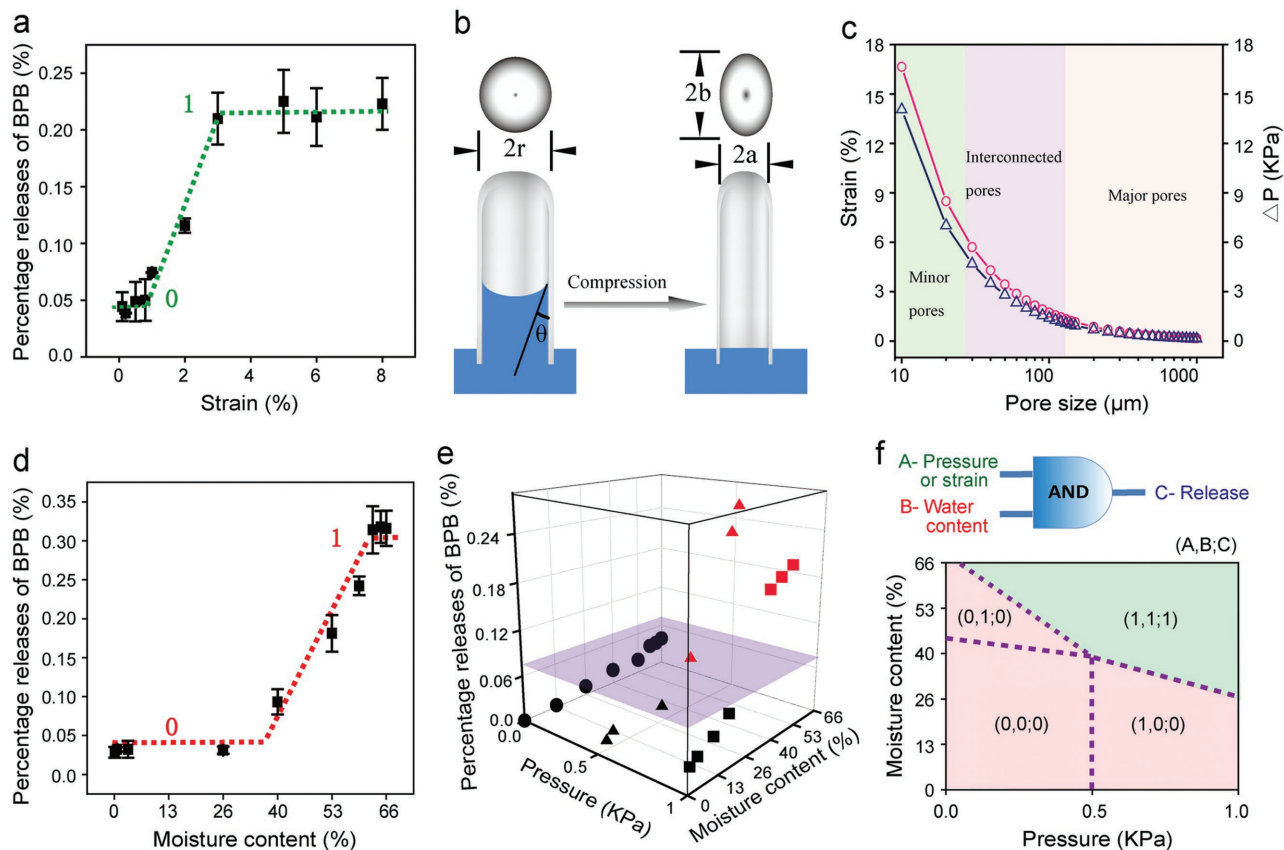 a
Percentage releases of BPB (%)
0.25
0.20
0.15
0.10
0.05
0.0
1
0
0
2
4
6
8
Strain (%)
b
2r
2b
2a
θ
Compression
c
Strain (%)
18
15
12
9
6
3
0
Minor
pores
Interconnected
pores
Major pores
18
15
12
9
6
3
0
△P (KPa)
10
100
1000
Pore size (μm)
d
Percentage releases of BPB (%)
0.35
0.30
0.25
0.20
0.15
0.10
0.05
0.0
1
0
0
13
26
40
53
66
Moisture content (%)
e
Percentage releases of BPB (%)
0.24
0.18
0.12
0.06
0.0
0.0
0.5
1
Pressure (KPa)
0
13
26
40
53
66
Moisture content (%)
f
A- Pressure
or strain
B- Water
content
AND
C- Release
(A,B;C)
Moisture content (%)
66
53
40
26
13
0
(0,1;0)
(1,1;1)
(0,0;0)
(1,0;0)
0.0
0.5
1.0
Pressure (KPa)